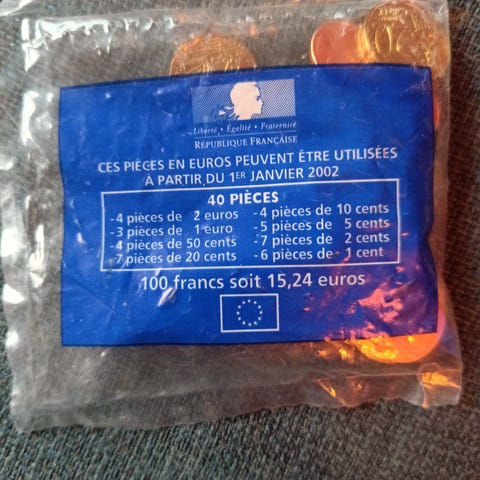 Liberté • Égalité • Fraternité
RÉPUBLIQUE FRANÇAISE
CES PIÈCES EN EUROS PEUVENT ÊTRE UTILISÉES
À PARTIR DU 1ER JANVIER 2002
40 PIÈCES
-4 pièces de 2 euros -4 pièces de 10 cents
-3 pièces de 1 euro -5 pièces de 5 cents
-4 pièces de 50 cents -7 pièces de 2 cents
-7 pièces de 20 cents -6 pièces de 1 cent
100 francs soit 15,24 euros
20